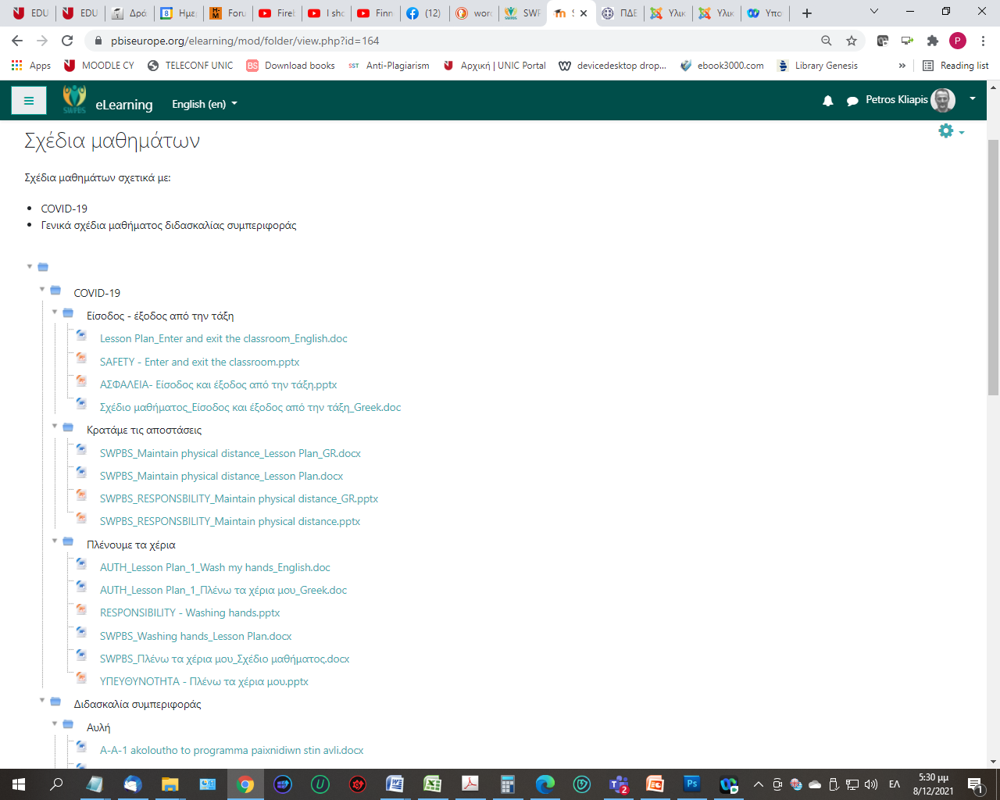 EDU
EDU
Δρά
Ημε
Foru
Firel
I sho
Finn
(12)
wor
SWP
S
ΠΔΕ
Υλικ
Υλικ
Υπο
pbiseurope.org/elearning/mod/folder/view.php?id=164
P
Apps
MOODLE CY
TELECONF UNIC
BS Download books
SST Anti-Plagiarism
Αρχική | UNIC Portal
devicedesktop drop...
ebook3000.com
Library Genesis
»
Reading list
SWPBS
eLearning
English (en)
Petros Kliapis
Σχέδια μαθημάτων
Σχέδια μαθημάτων σχετικά με:
• COVID-19
• Γενικά σχέδια μαθήματος διδασκαλίας συμπεριφοράς
COVID-19
Είσοδος - έξοδος από την τάξη
Lesson Plan_Enter and exit the classroom_English.doc
SAFETY - Enter and exit the classroom.pptx
ΑΣΦΑΛΕΙΑ- Είσοδος και έξοδος από την τάξη.pptx
Σχέδιο μαθήματος_Είσοδος και έξοδος από την τάξη_Greek.doc
Κρατάμε τις αποστάσεις
SWPBS_Maintain physical distance_Lesson Plan_GR.docx
SWPBS_Maintain physical distance_Lesson Plan.docx
SWPBS_RESPONSBILITY_Maintain physical distance_GR.pptx
SWPBS_RESPONSBILITY_Maintain physical distance.pptx
Πλένουμε τα χέρια
AUTH_Lesson Plan_1_Wash my hands_English.doc
AUTH_Lesson Plan_1_Πλένω τα χέρια μου_Greek.doc
RESPONSIBILITY - Washing hands.pptx
SWPBS_Washing hands_Lesson Plan.docx
SWPBS_Πλένω τα χέρια μου_Σχέδιο μαθήματος.docx
ΥΠΕΥΘΥΝΟΤΗΤΑ - Πλένω τα χέρια μου.pptx
Διδασκαλία συμπεριφοράς
Αυλή
A-A-1 akoloutho to programma paixnidiwn stin avli.docx
ΕΛ
5:30 μμ
8/12/2021